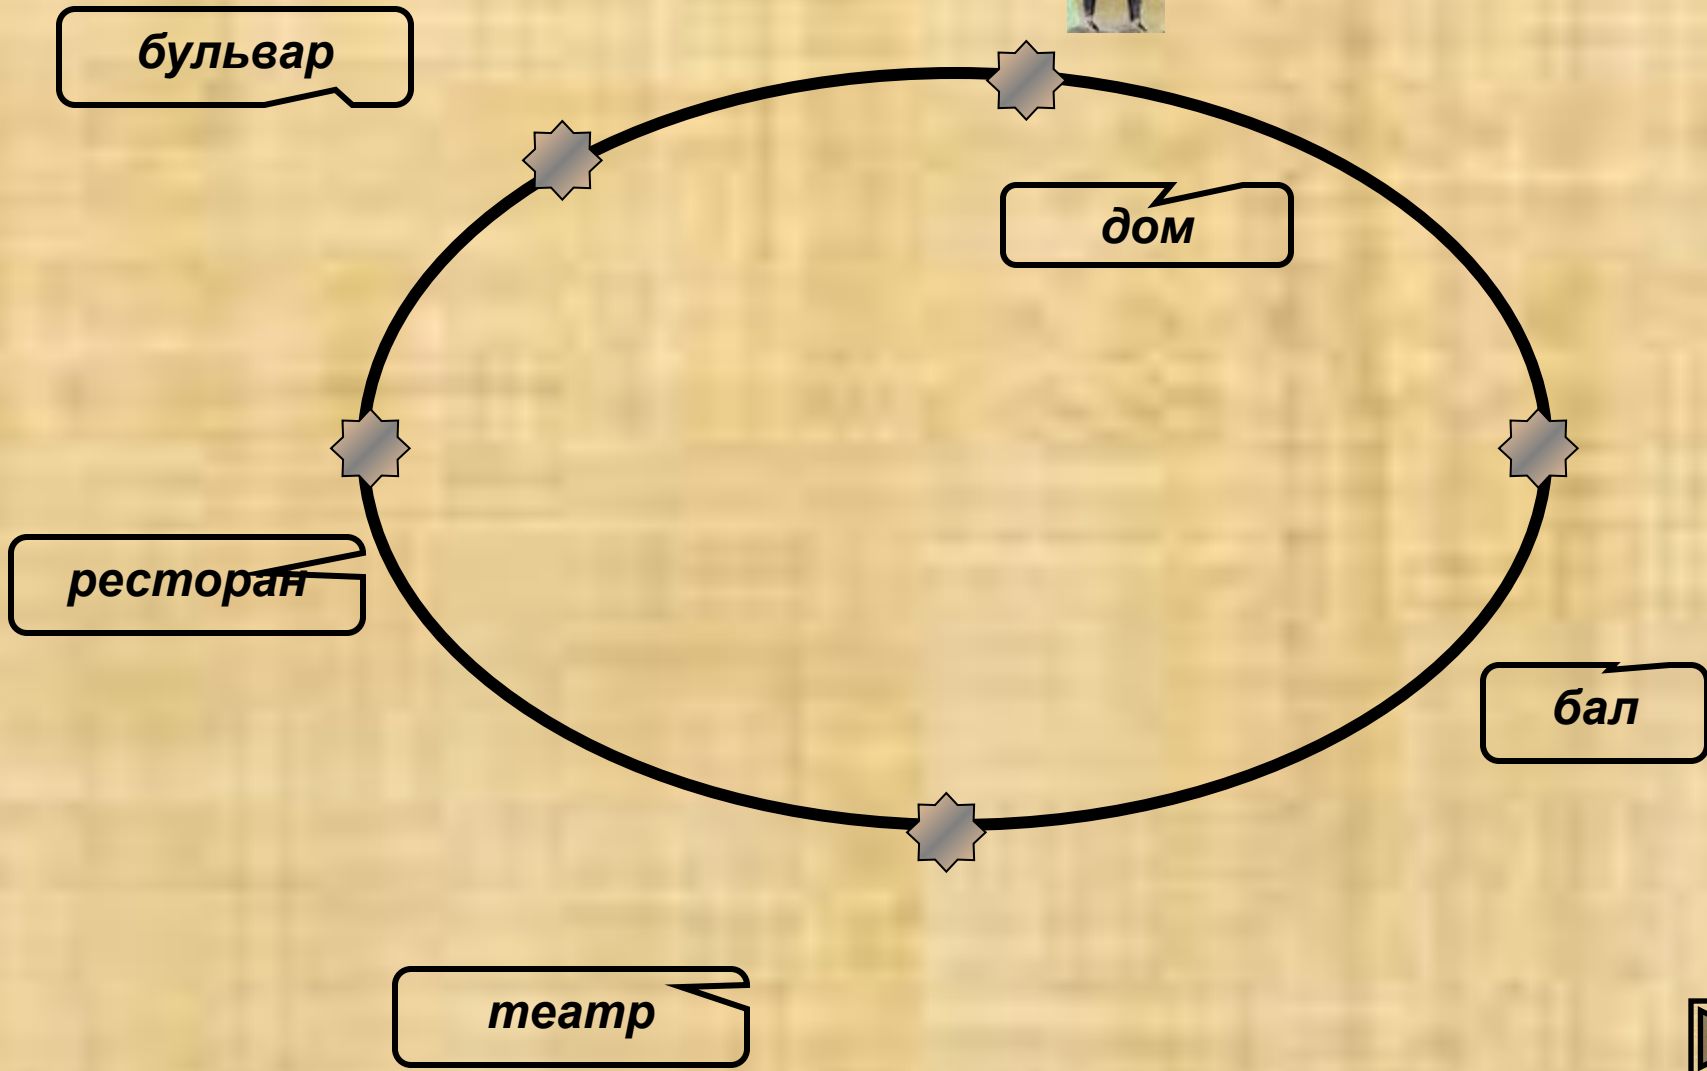 бульвар
дом
ресторан
бал
театр